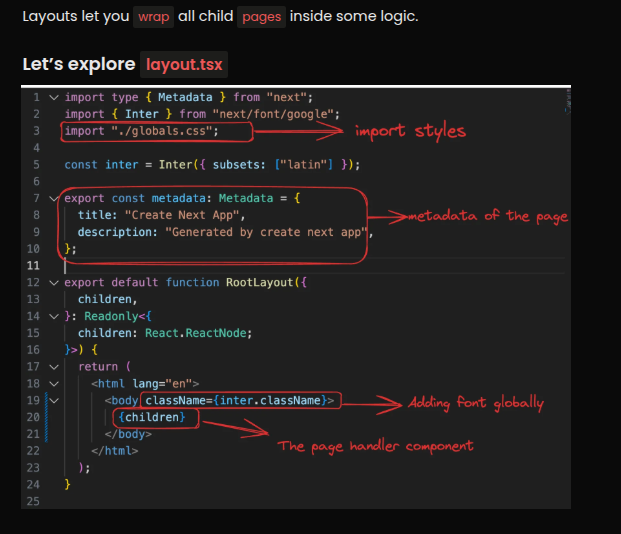 Layouts let you wrap all child pages inside some logic.
Let's explore layout.tsx
1 import type { Metadata } from "next";
2 import { Inter } from "next/font/google";
3 import "./globals.css";
import styles
4
5 const inter = Inter({ subsets: ["latin"] });
6
7 export const metadata: Metadata = {
8 title: "Create Next App",
metadata of the page
9 description: "Generated by create next app",
10 };
11
12 export default function RootLayout({
13 children,
14 }: Readonly<{
15 children: React.ReactNode;
16 }>) {
17 return (
18 <html lang="en">
19 <body className={inter.className}>
Adding font globally
20 {children}
21 </body>
The page handler component
22 </html>
23 );
24 }
25